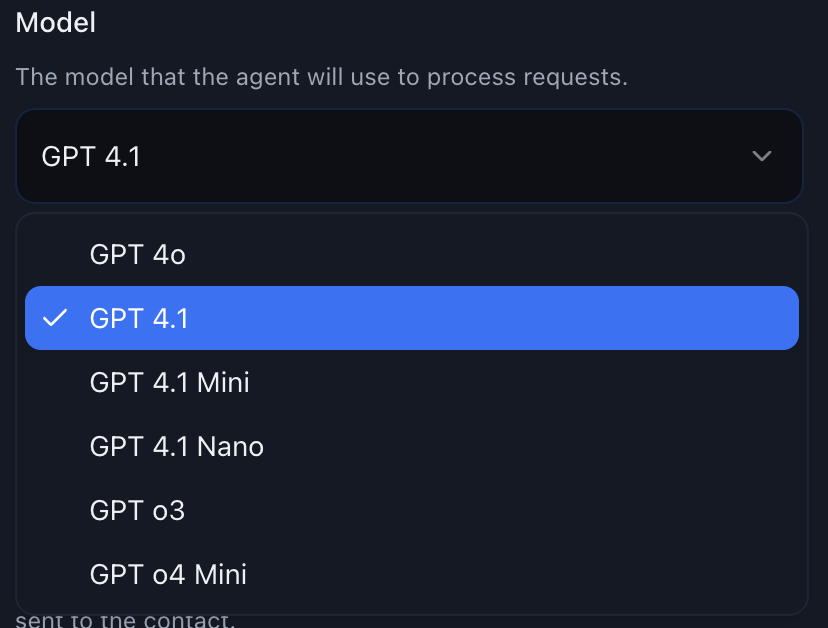 Model
The model that the agent will use to process requests.
GPT 4.1
GPT 4o
GPT 4.1
GPT 4.1 Mini
GPT 4.1 Nano
GPT o3
GPT o4 Mini
sent to the contact.